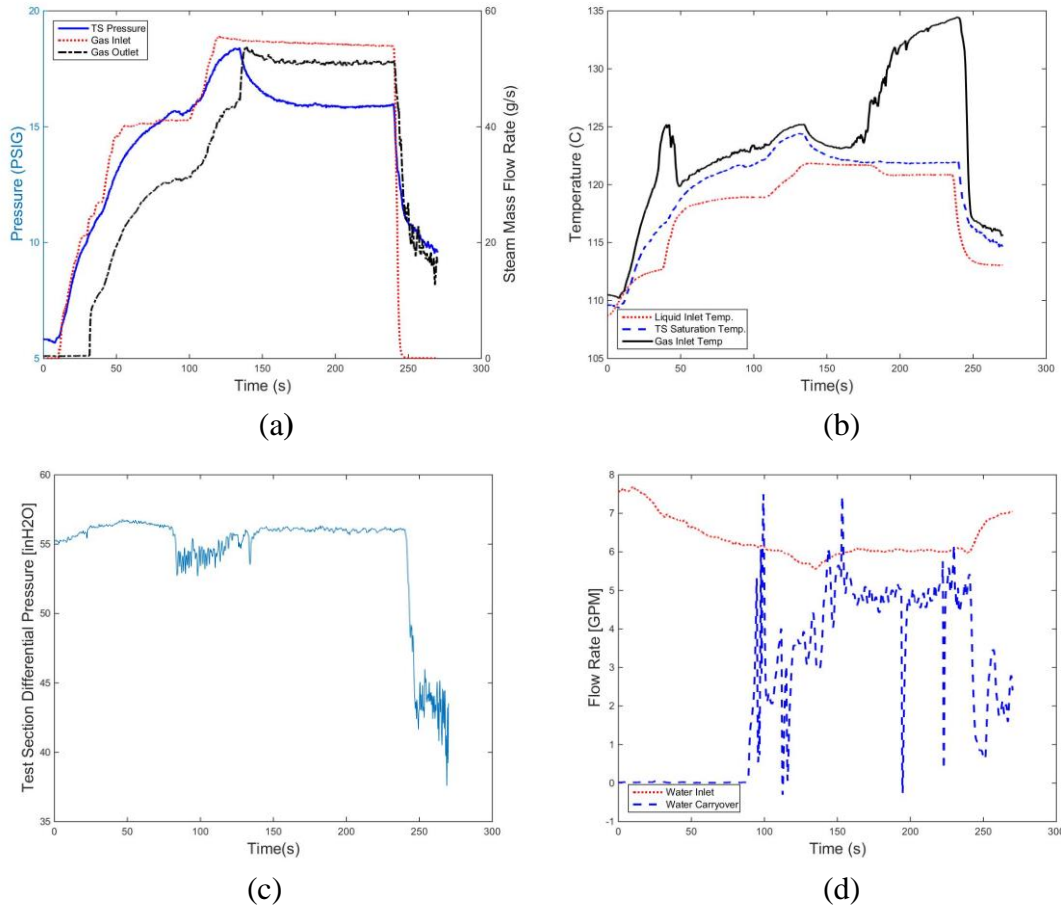 20
15
10
5
60
40
20
0
0
50
100
150
200
250
300
Pressure (PSIG)
Steam Mass Flow Rate (g/s)
TS Pressure
Gas Inlet
Gas Outlet
Time (s)
(a)
135
130
125
120
115
110
105
0
50
100
150
200
250
300
Temperature (C)
Liquid Inlet Temp.
TS Saturation Temp.
Gas Inlet Temp
Time(s)
(b)
60
55
50
45
40
35
0
50
100
150
200
250
300
Test Section Differential Pressure [inH2O]
Time(s)
(c)
8
7
6
5
4
3
2
1
0
-1
0
50
100
150
200
250
300
Flow Rate [GPM]
Water Inlet
Water Carryover
Time (s)
(d)